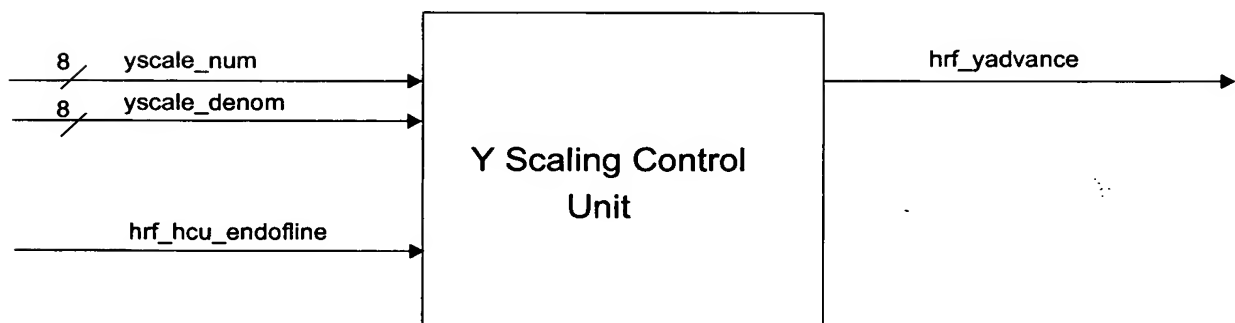 8 yscale_num
8 yscale_denom
hrf_hcu_endofline
Y Scaling Control
Unit
hrf_yadvance